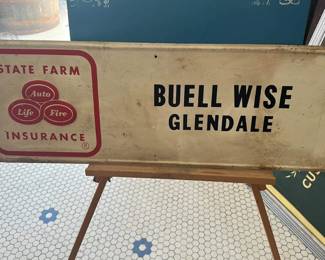 STATE FARM
Auto
Life Fire
INSURANCE
®
BUELL WISE
GLENDALE